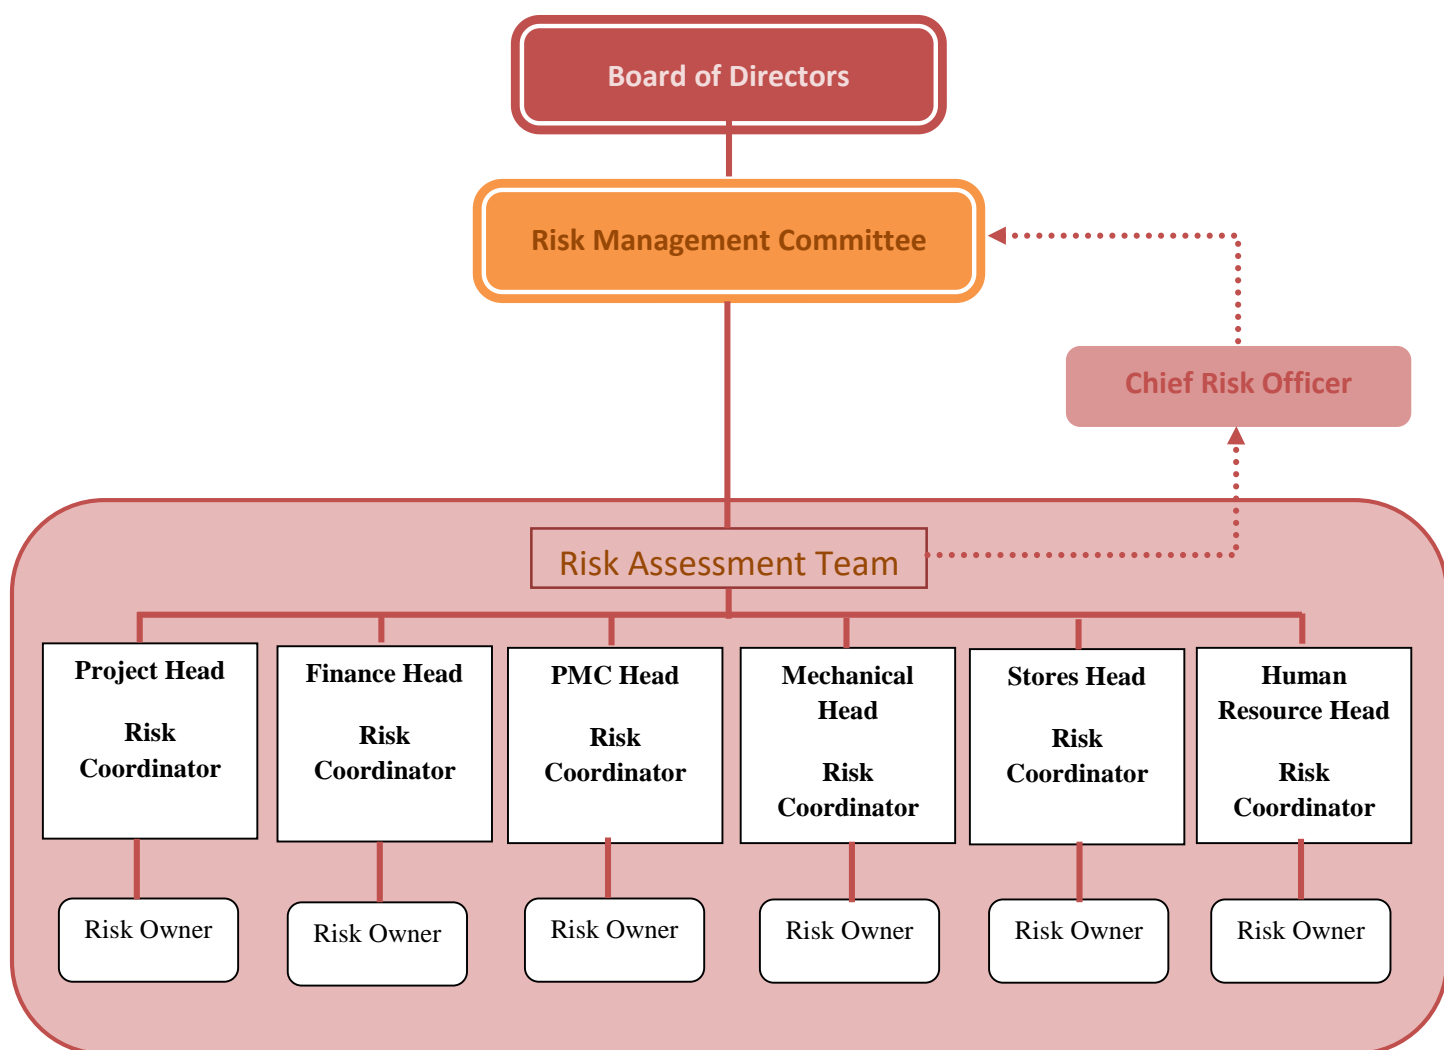 Board of Directors
Risk Management Committee
Chief Risk Officer
Risk Assessment Team
Project Head
Risk
Coordinator
Finance Head
Risk
Coordinator
PMC Head
Risk
Coordinator
Mechanical
Head
Risk
Coordinator
Stores Head
Risk
Coordinator
Human
Resource Head
Risk
Coordinator
Risk Owner
Risk Owner
Risk Owner
Risk Owner
Risk Owner
Risk Owner